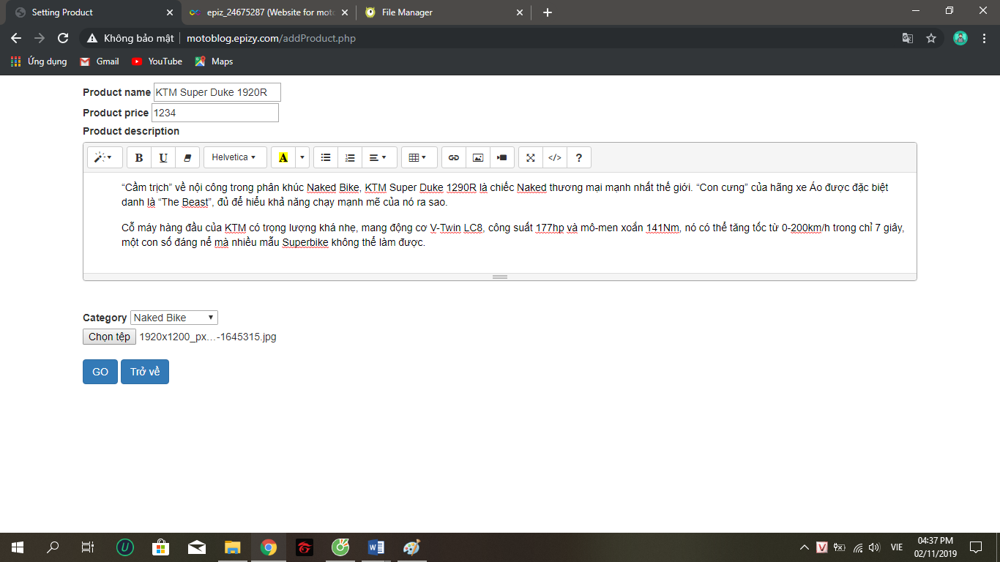 Setting Product
epiz_24675287 (Website for moto
File Manager
Không bảo mật
motoblog.epizy.com/addProduct.php
Ứng dụng
Gmail
YouTube
Maps
Product name KTM Super Duke 1920R
Product price 1234
Product description
B U Helvetica A </> ?
“Cầm trịch” về nội công trong phân khúc Naked Bike, KTM Super Duke 1290R là chiếc Naked thương mại mạnh nhất thế giới. “Con cưng” của hãng xe Áo được đặc biệt
danh là “The Beast”, đủ để hiểu khả năng chạy mạnh mẽ của nó ra sao.
Cỗ máy hàng đầu của KTM có trọng lượng khá nhẹ, mang động cơ V-Twin LC8, công suất 177hp và mô-men xoắn 141Nm, nó có thể tăng tốc từ 0-200km/h trong chỉ 7 giây,
một con số đáng nể mà nhiều mẫu Superbike không thể làm được.
Category Naked Bike
Chọn tệp 1920x1200_px...-1645315.jpg
GO Trở về
VIE
04:37 PM
02/11/2019